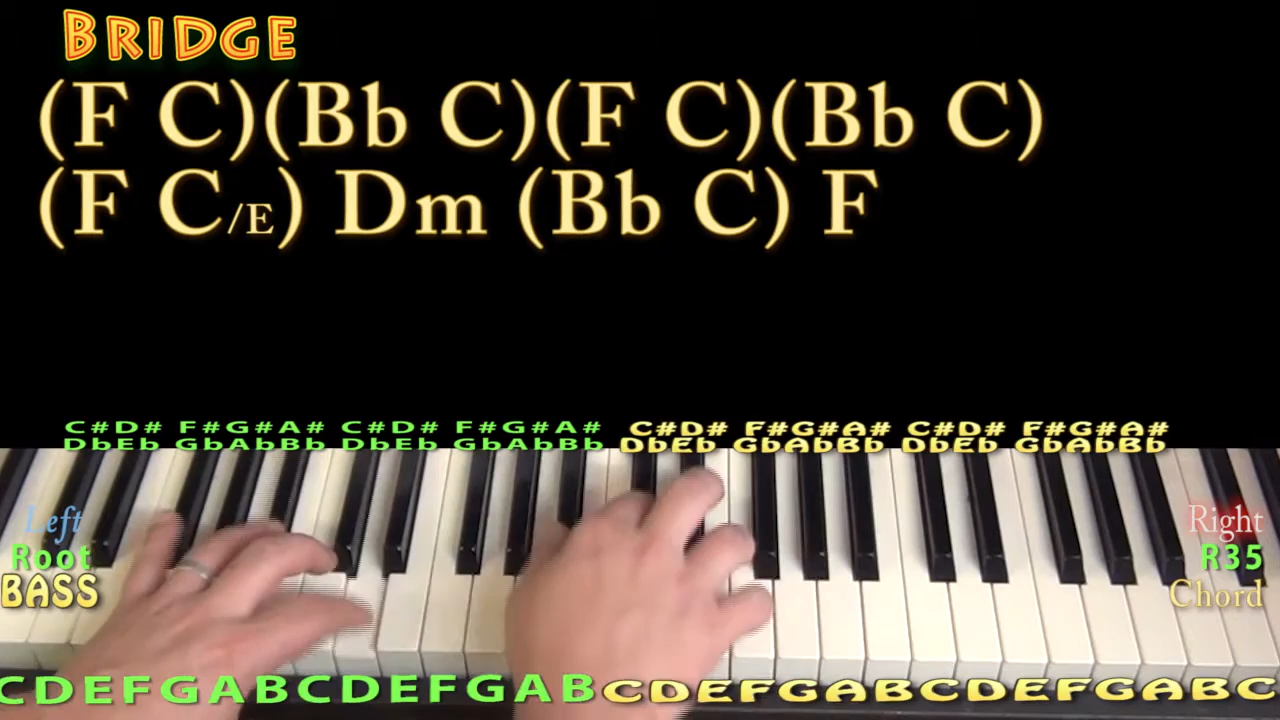 BRIDGE
(F C)(Bb C)(F C)(Bb C)
(F C/E) Dm (Bb C) F
C#D# F#G#A# C#D# F#G#A# C#D# F#G#A# C#D# F#G#A#
DbEb GbAbBb DbEb GbAbBb DbEb GbAbBb DbEb GbAbBb
Left
Root
BASS
Right
R35
Chord
CDEFGABCDEFGABCDEFGABCDEFGABC